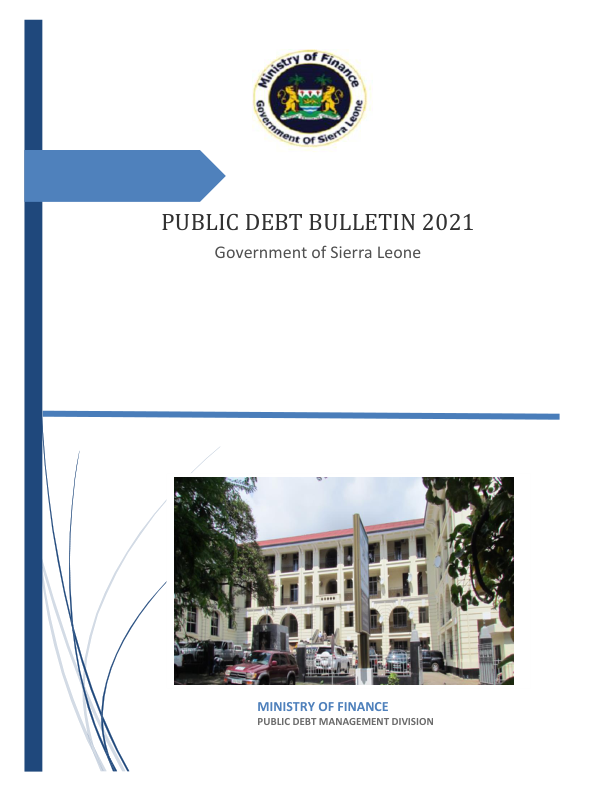 Ministry of Finance
Government Of Sierra Leone
PUBLIC DEBT BULLETIN 2021
Government of Sierra Leone
MINISTRY OF FINANCE
PUBLIC DEBT MANAGEMENT DIVISION